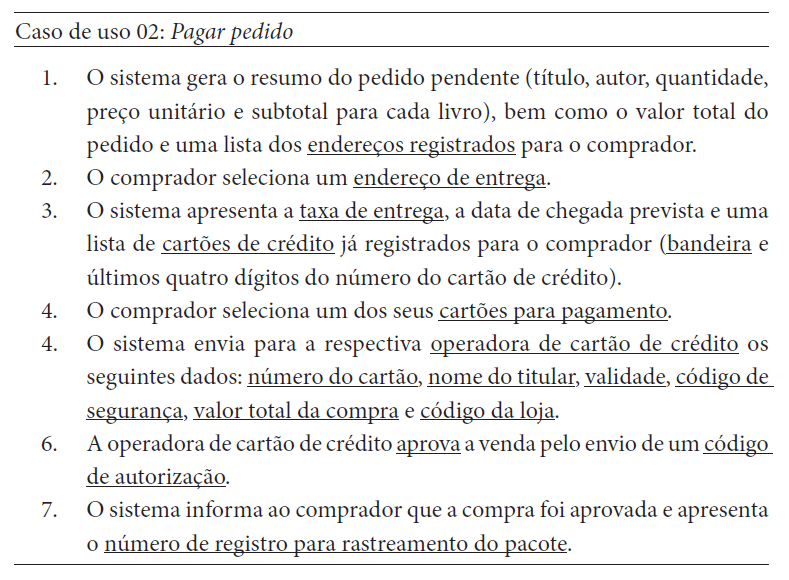 Caso de uso 02: Pagar pedido
1. O sistema gera o resumo do pedido pendente (título, autor, quantidade,
preço unitário e subtotal para cada livro), bem como o valor total do
pedido e uma lista dos endereços registrados para o comprador.
2. O comprador seleciona um endereço de entrega.
3. O sistema apresenta a taxa de entrega, a data de chegada prevista e uma
lista de cartões de crédito já registrados para o comprador (bandeira e
últimos quatro dígitos do número do cartão de crédito).
4. O comprador seleciona um dos seus cartões para pagamento.
4. O sistema envia para a respectiva operadora de cartão de crédito os
seguintes dados: número do cartão, nome do titular, validade, código de
segurança, valor total da compra e código da loja.
6. A operadora de cartão de crédito aprova a venda pelo envio de um código
de autorização.
7. O sistema informa ao comprador que a compra foi aprovada e apresenta
o número de registro para rastreamento do pacote.